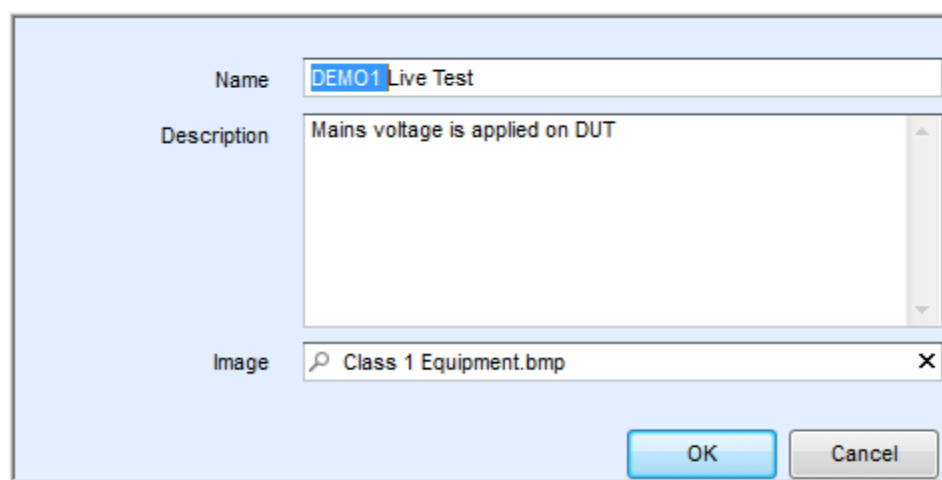 Name DEMO1 Live Test
Description Mains voltage is applied on DUT
Image Class 1 Equipment.bmp
OK Cancel